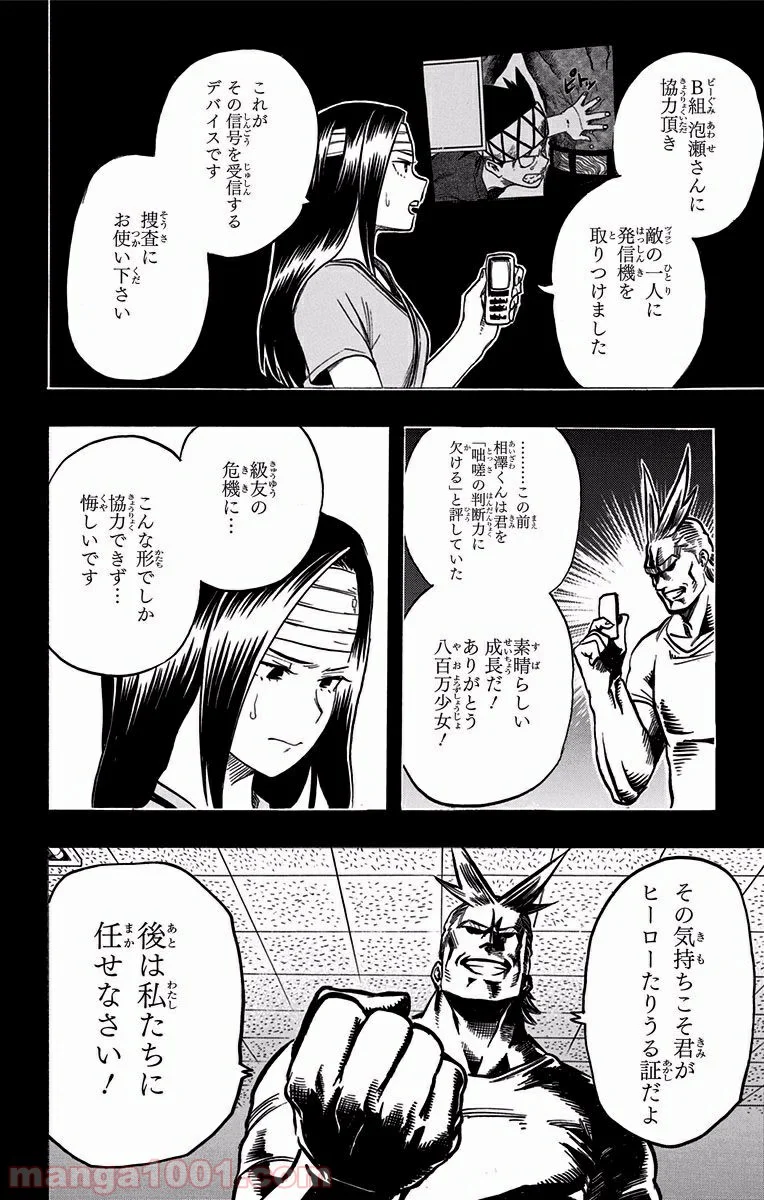 B組 泡瀬さんに
協力頂き
敵の一人に
発信機を
取りつけました
ピトッ
これが
その信号を受信する
デバイスです
捜査に
お使い下さい
………この前
相澤くんは君を
「咄嗟の判断力に
欠ける」と評していた
素晴らしい
成長だ！
ありがとう
八百万少女！
級友の
危機に…
こんな形でしか
協力できず…
悔しいです
その気持ちこそ君が
ヒーローたりうる証だよ
後は私たちに
任せなさい！
manga1001.com